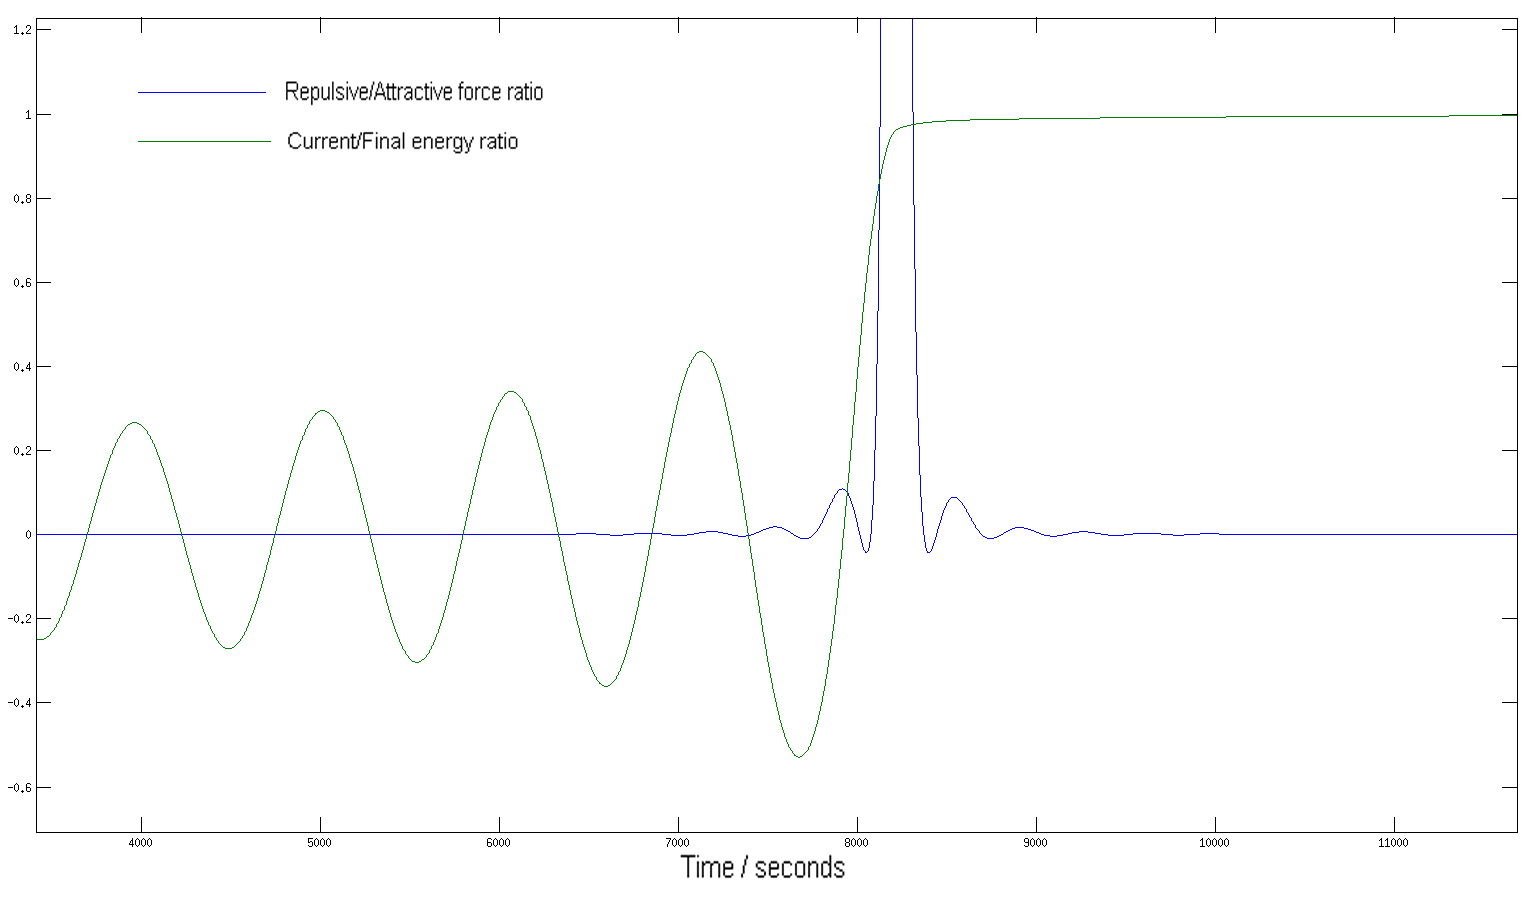 1.2
Repulsive/Attractive force ratio
1
Current/Final energy ratio
0.8
0.6
0.4
0.2
0
-0.2
-0.4
-0.6
4000 5000 6000 7000 8000 9000 10000 11000
Time / seconds